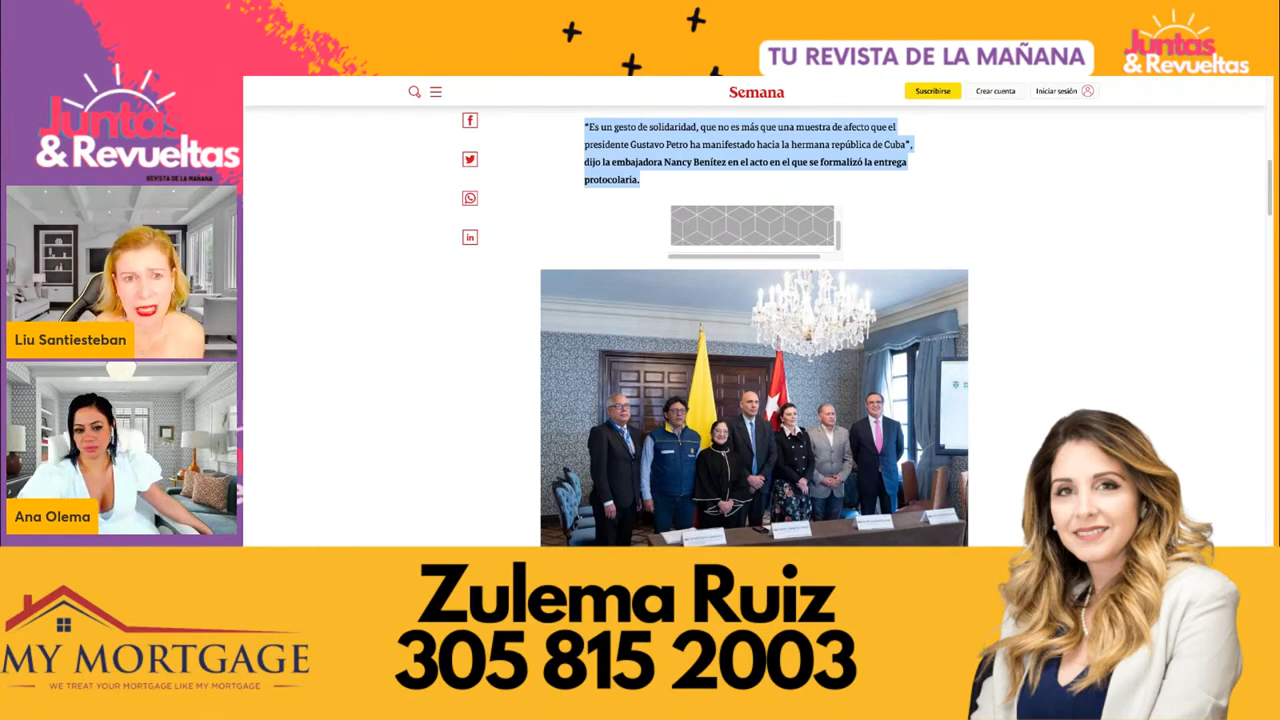 TU REVISTA DE LA MAÑANA
Juntas
& Revueltas
Juntas
& Revueltas
REVISTA DE LA MAÑANA
Semana
Suscribirse
Crear cuenta
Iniciar sesión
"Es un gesto de solidaridad, que no es más que una muestra de afecto que el
presidente Gustavo Petro ha manifestado hacia la hermana república de Cuba",
dijo la embajadora Nancy Benítez en el acto en el que se formalizó la entrega
protocolaria.
Liu Santiesteban
Ana Olema
Zulema Ruiz
305 815 2003
MY MORTGAGE
WE TREAT YOUR MORTGAGE LIKE MY MORTGAGE